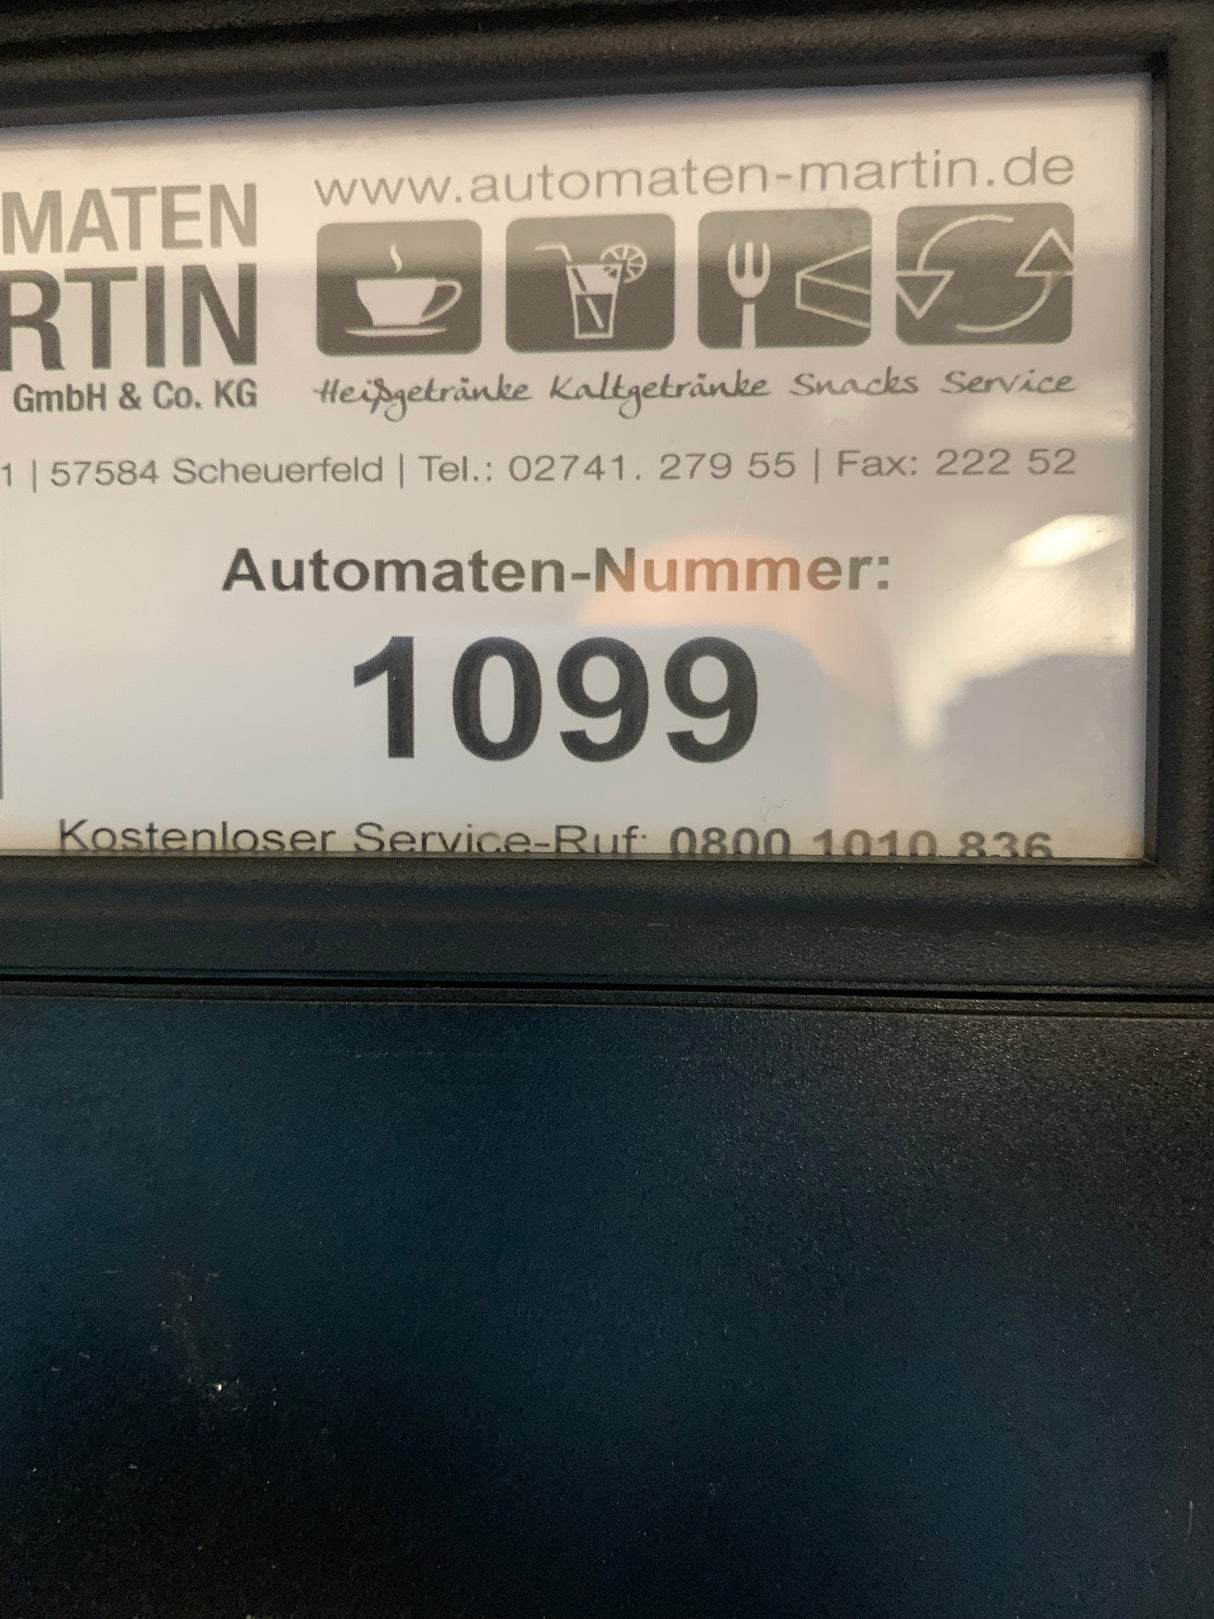 www.automaten-martin.de
MATEN
RTIN
GmbH & Co. KG
Heißgetränke Kaltgetränke Snacks Service
1 | 57584 Scheuerfeld | Tel.: 02741. 279 55 | Fax: 222 52
Automaten-Nummer:
1099
Kostenloser Service-Ruf: 0800 1010 836